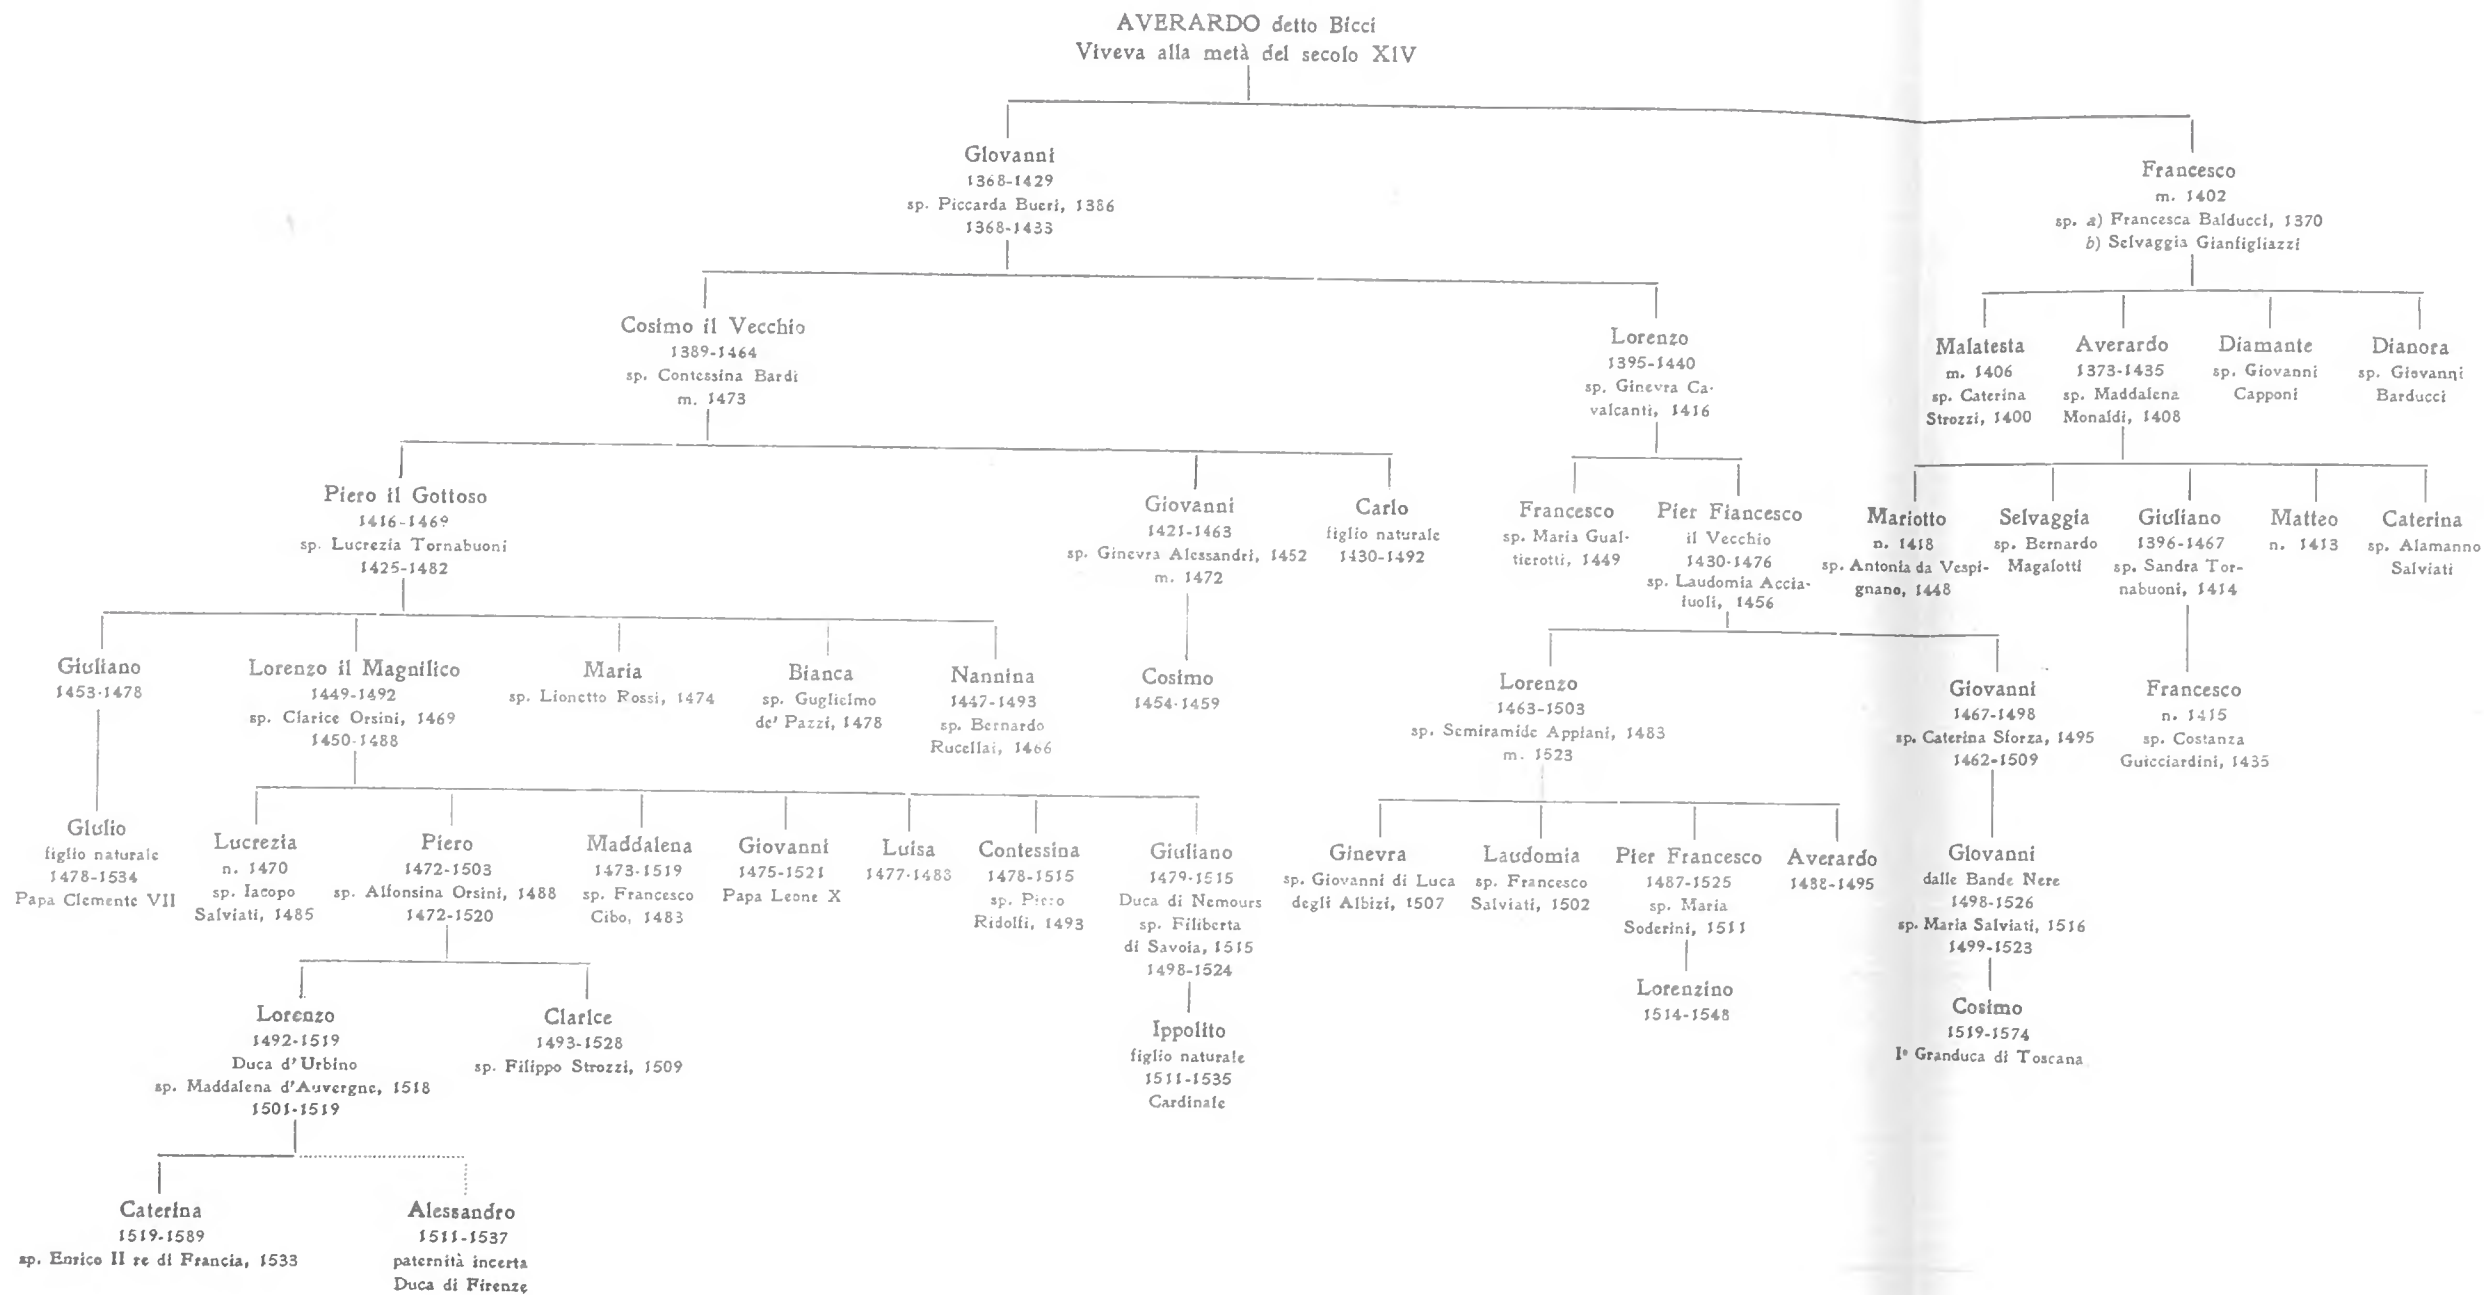 AVERARDO detto Bicci
Viveva alla metà del secolo XIV
Giovanni
1368-1429
sp. Piccarda Bueri, 1386
1368-1433
Francesco
m. 1402
sp. a) Francesca Balducci, 1370
b) Selvaggia Gianfigliazzi
Cosimo il Vecchio
1389-1464
sp. Contessina Bardi
m. 1473
Lorenzo
1395-1440
sp. Ginevra Ca-
valcanti, 1416
Malatesta
m. 1406
sp. Caterina
Strozzi, 1400
Averardo
1373-1435
sp. Maddalena
Monaldi, 1408
Diamante
sp. Giovanni
Capponi
Dianora
sp. Giovanni
Barducci
Piero il Gottoso
1416-1469
sp. Lucrezia Tornabuoni
1425-1482
Giovanni
1421-1463
sp. Ginevra Alessandri, 1452
m. 1472
Carlo
figlio naturale
1430-1492
Francesco
sp. Maria Gual-
tierotti, 1449
Pier Francesco
il Vecchio
1430-1476
sp. Laudomia Accia-
iuoli, 1456
Mariotto
n. 1418
sp. Antonia da Vespi-
gnano, 1448
Selvaggia
sp. Bernardo
Magalotti
Giuliano
1396-1467
sp. Sandra Tor-
nabuoni, 1414
Matteo
n. 1413
Caterina
sp. Alamanno
Salviati
Giuliano
1453-1478
Lorenzo il Magnifico
1449-1492
sp. Clarice Orsini, 1469
1450-1488
Maria
sp. Lionetto Rossi, 1474
Bianca
sp. Guglielmo
de' Pazzi, 1478
Nannina
1447-1493
sp. Bernardo
Rucellai, 1466
Cosimo
1454-1459
Lorenzo
1463-1503
sp. Semiramide Appiani, 1483
m. 1523
Giovanni
1467-1498
sp. Caterina Sforza, 1495
1462-1509
Francesco
n. 1415
sp. Costanza
Guicciardini, 1435
Giulio
figlio naturale
1478-1534
Papa Clemente VII
Lucrezia
n. 1470
sp. Iacopo
Salviati, 1485
Piero
1472-1503
sp. Alfonsina Orsini, 1488
1472-1520
Maddalena
1473-1519
sp. Francesco
Cibo, 1483
Giovanni
1475-1521
Papa Leone X
Luisa
1477-1483
Contessina
1478-1515
sp. Piero
Ridolfi, 1493
Giuliano
1479-1515
Duca di Nemours
sp. Filiberta
di Savoia, 1515
1498-1524
Ginevra
sp. Giovanni di Luca
degli Albizi, 1507
Laudomia
sp. Francesco
Salviati, 1502
Pier Francesco
1487-1525
sp. Maria
Soderini, 1511
Averardo
1488-1495
Giovanni
dalle Bande Nere
1498-1526
sp. Maria Salviati, 1516
1499-1523
Lorenzo
1492-1519
Duca d'Urbino
sp. Maddalena d'Auvergne, 1518
1501-1519
Clarice
1493-1528
sp. Filippo Strozzi, 1509
Ippolito
figlio naturale
1511-1535
Cardinale
Lorenzino
1514-1548
Cosimo
1519-1574
Iº Granduca di Toscana
Caterina
1519-1589
sp. Enrico II re di Francia, 1533
Alessandro
1511-1537
paternità incerta
Duca di Firenze